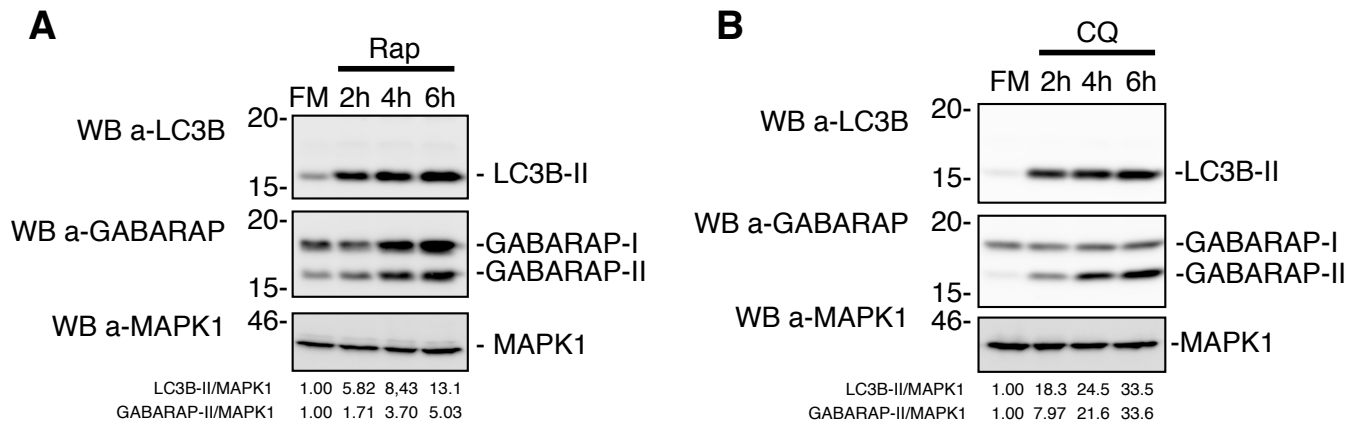 A
Rap
FM 2h 4h 6h
WB a-LC3B
20-
15-
- LC3B-II
WB a-GABARAP
20-
15-
-GABARAP-I
-GABARAP-II
WB a-MAPK1
46-
- MAPK1
LC3B-II/MAPK1 1.00 5.82 8,43 13.1
GABARAP-II/MAPK1 1.00 1.71 3.70 5.03
B
CQ
FM 2h 4h 6h
WB a-LC3B
20-
15-
-LC3B-II
WB a-GABARAP
20-
15-
-GABARAP-I
-GABARAP-II
WB a-MAPK1
46-
-MAPK1
LC3B-II/MAPK1 1.00 18.3 24.5 33.5
GABARAP-II/MAPK1 1.00 7.97 21.6 33.6